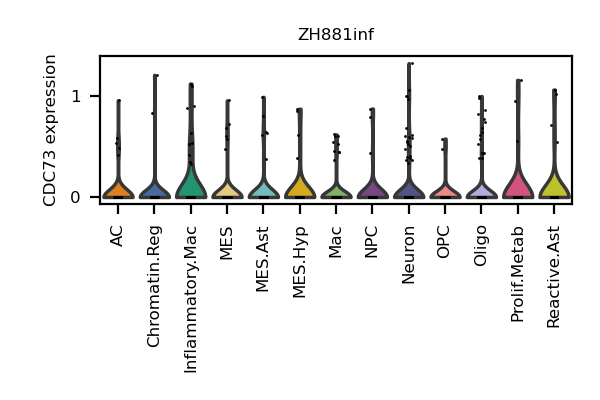 ZH881inf
CDC73 expression
1
0
AC
Chromatin.Reg
Inflammatory.Mac
MES
MES.Ast
MES.Hyp
Mac
NPC
Neuron
OPC
Oligo
Prolif.Metab
Reactive.Ast